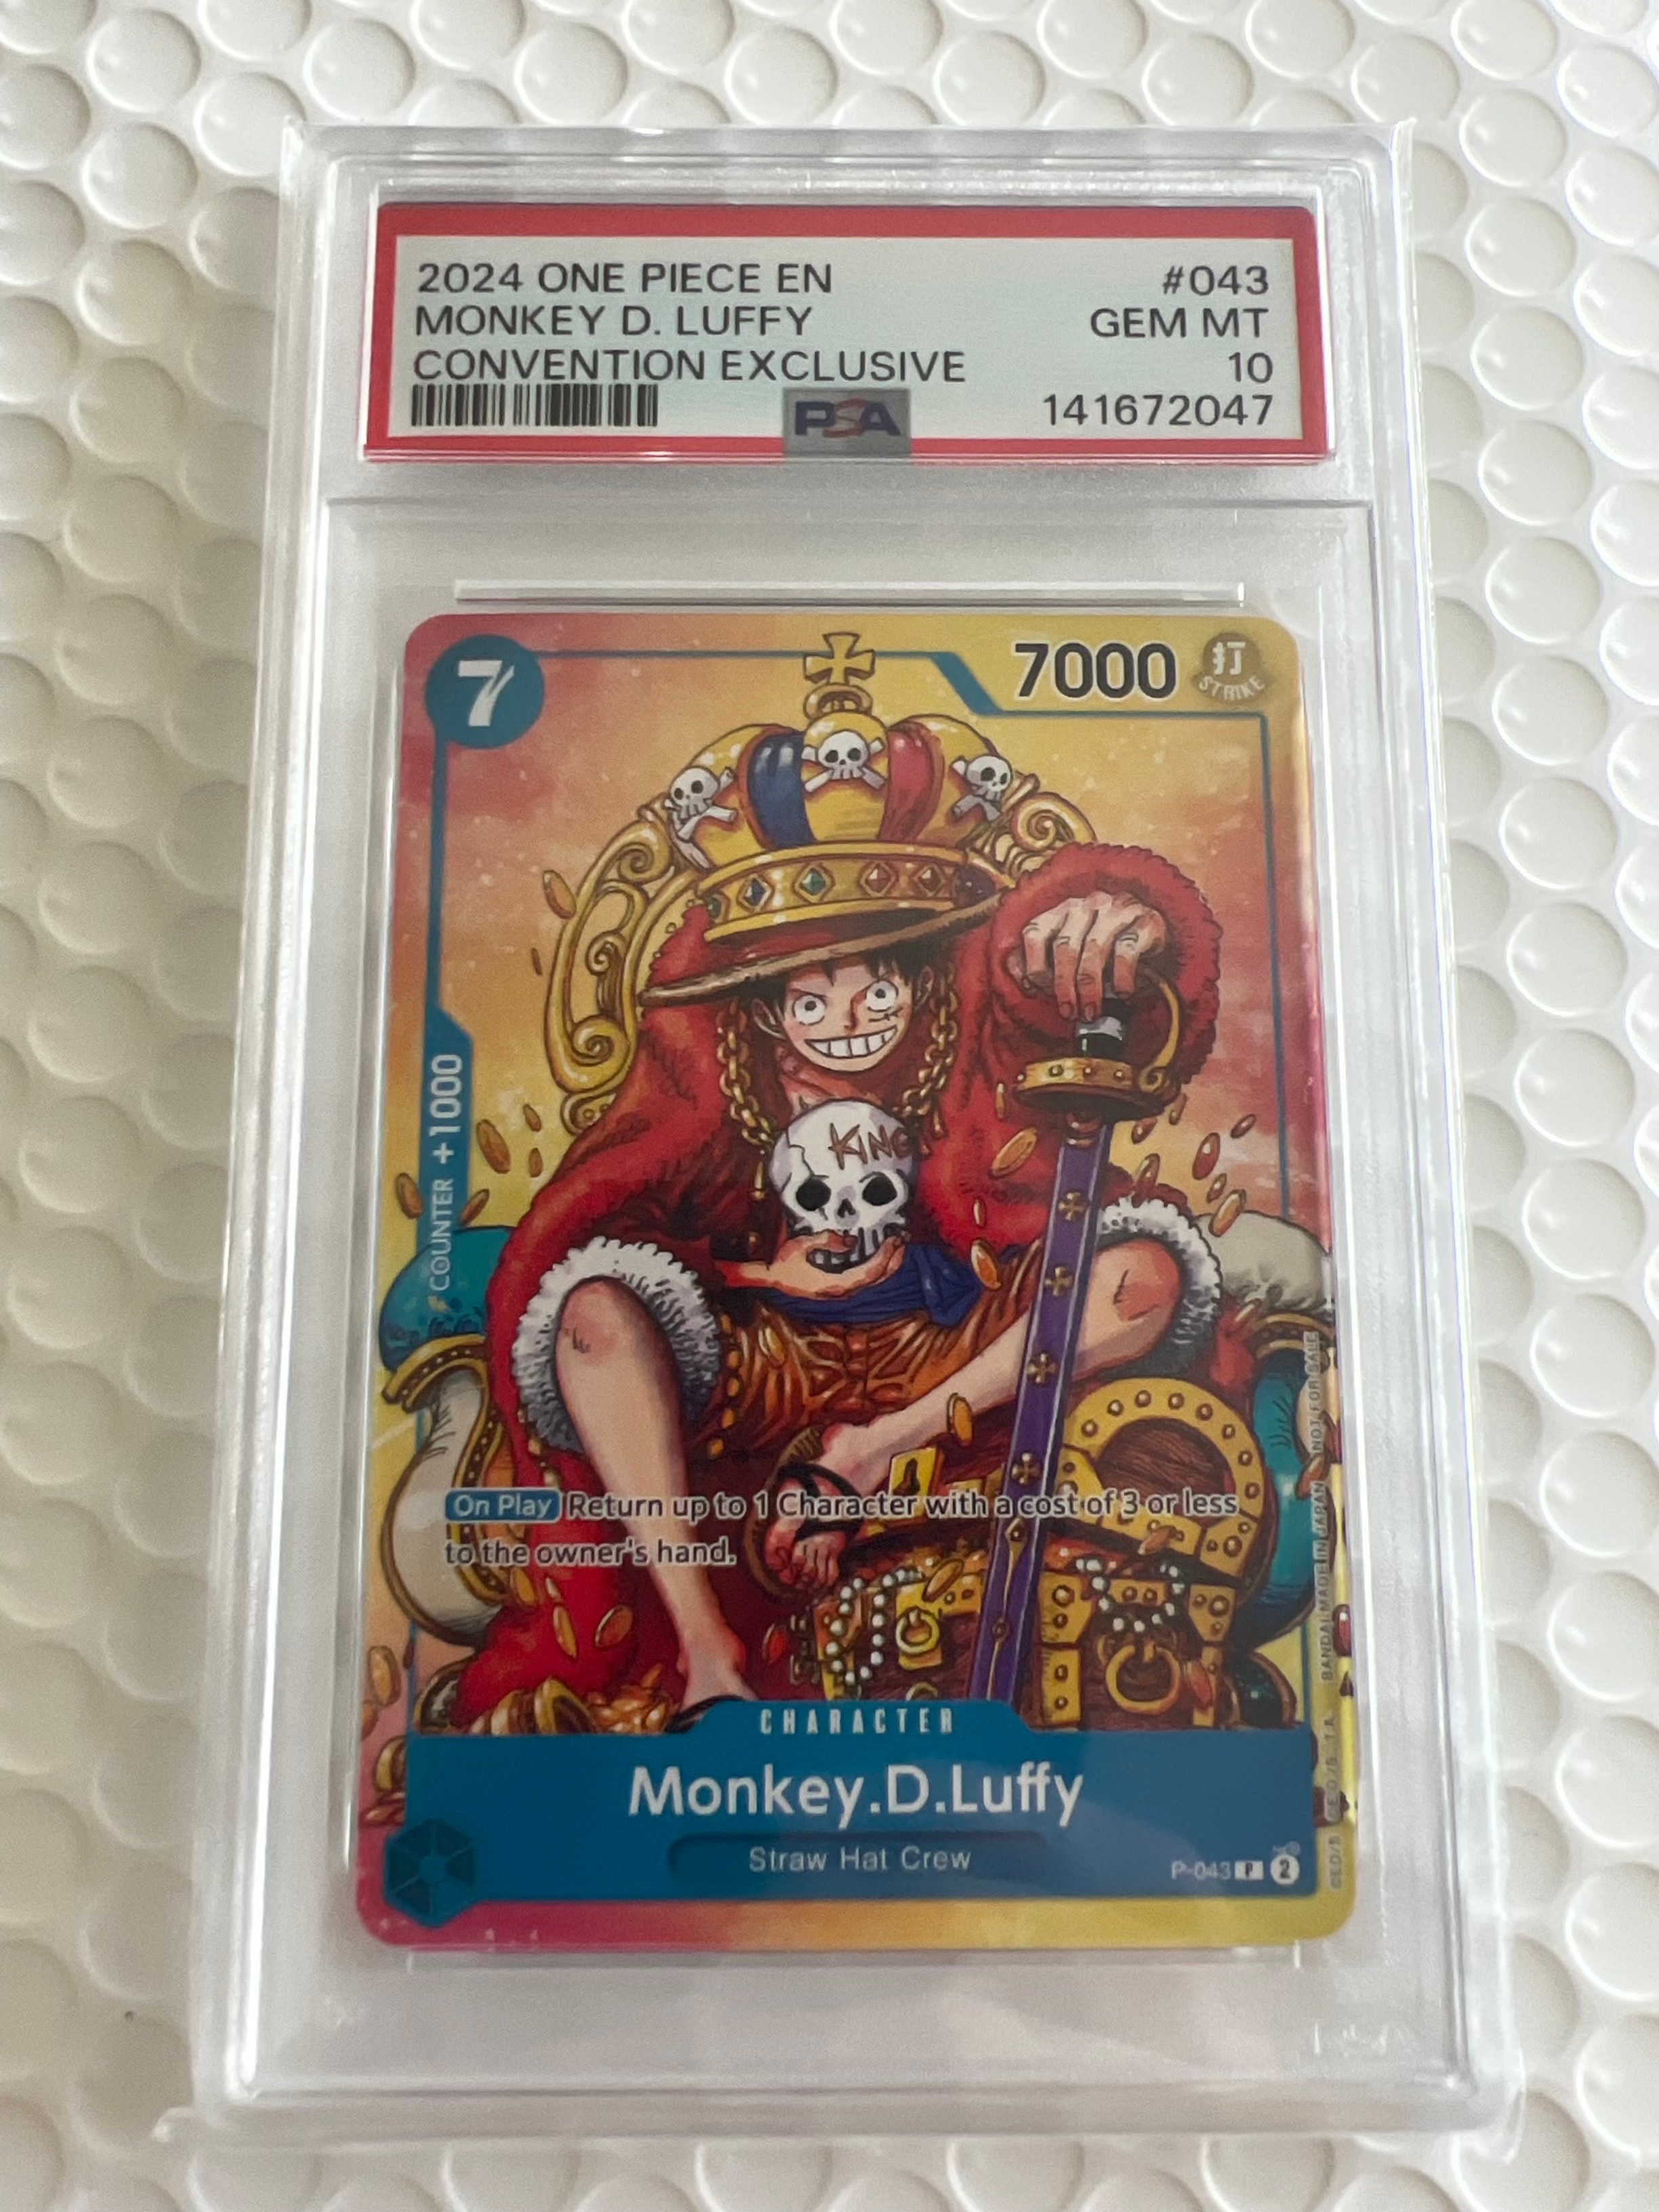 2024 ONE PIECE EN #043
MONKEY D. LUFFY GEM MT
CONVENTION EXCLUSIVE 10
PSA 141672047
7 7000 打
STRIKE
KING
COUNTER +1000
On Play Return up to 1 Character with a cost of 3 or less
to the owner's hand.
BANDAI MADE IN JAPAN NOT FOR SALE
CHARACTER
Monkey.D.Luffy
Straw Hat Crew
P-043 P 2